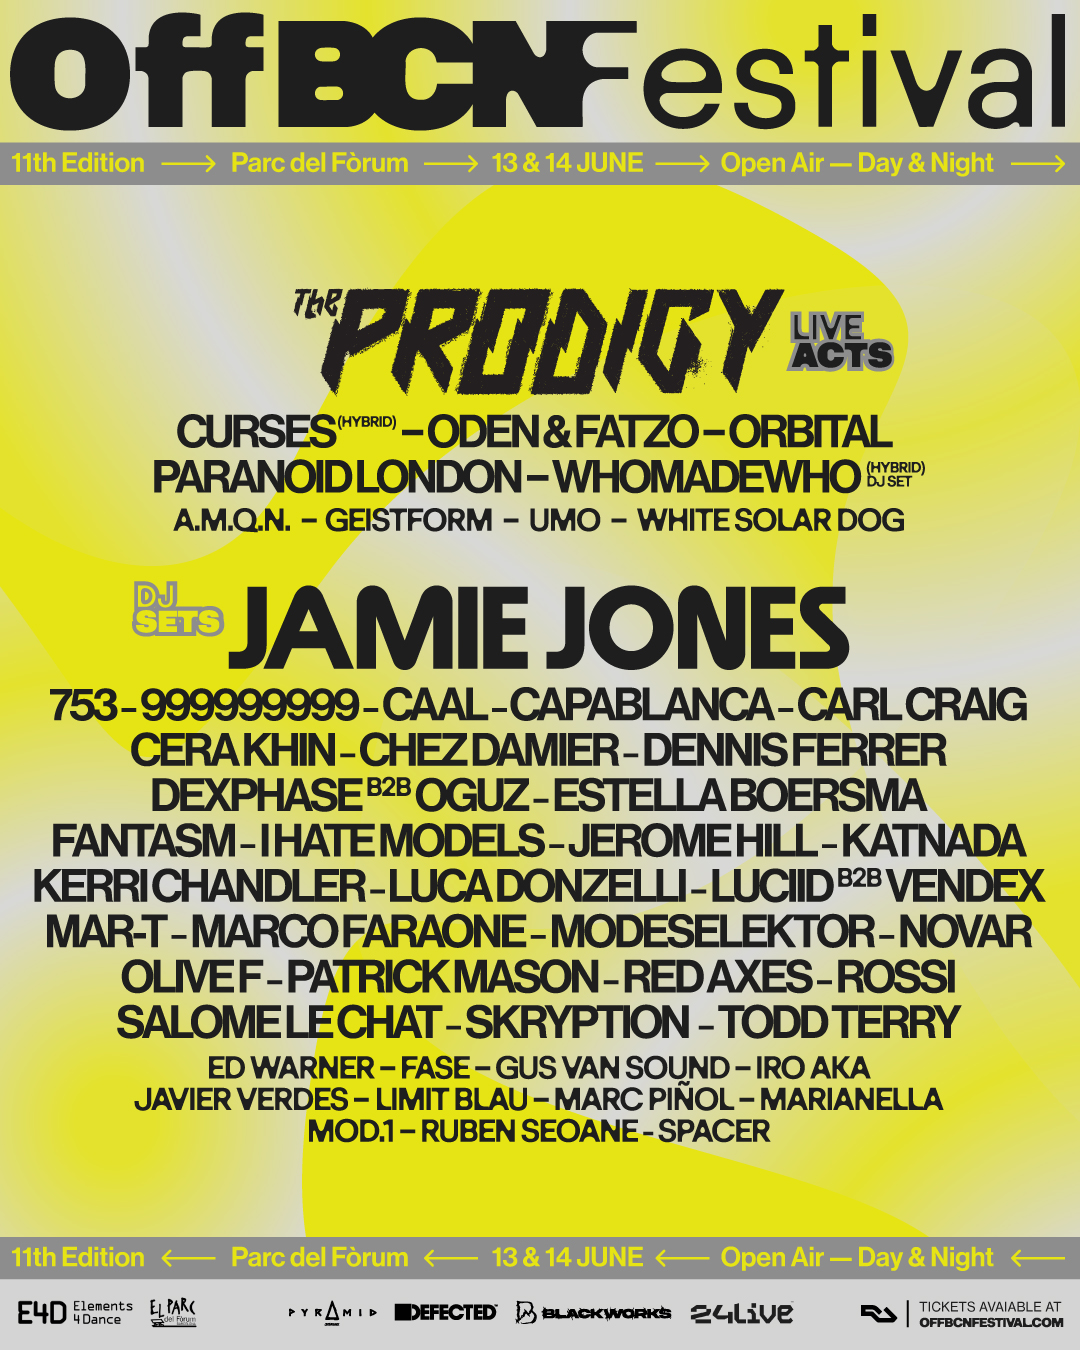 OffBCNFestival
11th Edition → Parc del Fòrum → 13 & 14 JUNE → Open Air — Day & Night →
The PRODIGY LIVE ACTS
CURSES (HYBRID) – ODEN & FATZO – ORBITAL
PARANOID LONDON – WHOMADEWHO (HYBRID) DJ SET
A.M.Q.N. – GEISTFORM – UMO – WHITE SOLAR DOG
DJ SETS JAMIE JONES
753 – 999999999 – CAAL – CAPABLANCA – CARL CRAIG
CERA KHIN – CHEZ DAMIER – DENNIS FERRER
DEXPHASE B2B OGUZ – ESTELLA BOERSMA
FANTASM – I HATE MODELS – JEROME HILL – KATNADA
KERRI CHANDLER – LUCA DONZELLI – LUCIID B2B VENDEX
MAR-T – MARCO FARAONE – MODESELEKTOR – NOVAR
OLIVE F – PATRICK MASON – RED AXES – ROSSI
SALOME LE CHAT – SKRYPTION – TODD TERRY
ED WARNER – FASE – GUS VAN SOUND – IRO AKA
JAVIER VERDES – LIMIT BLAU – MARC PIÑOL – MARIANELLA
MOD.1 – RUBEN SEOANE - SPACER
11th Edition ← Parc del Fòrum ← 13 & 14 JUNE ← Open Air — Day & Night ←
E4D Elements 4Dance EL PARC del Fòrum PYRAMID DEFECTED BLACKWORKS 24LIVE RA TICKETS AVAIABLE AT
OFFBCNFESTIVAL.COM